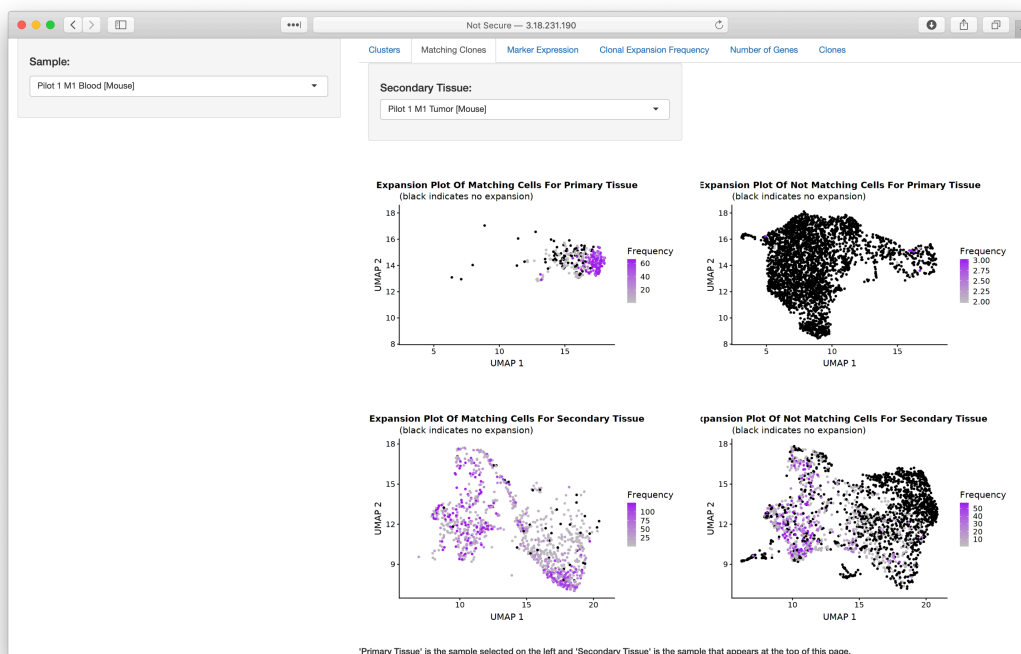 Not Secure — 3.18.231.190
Sample:
Pilot 1 M1 Blood [Mouse]
Clusters
Matching Clones
Marker Expression
Clonal Expansion Frequency
Number of Genes
Clones
Secondary Tissue:
Pilot 1 M1 Tumor [Mouse]
Expansion Plot Of Matching Cells For Primary Tissue
(black indicates no expansion)
18
16
14
12
10
8
UMAP 2
5
10
15
UMAP 1
Frequency
60
40
20
Expansion Plot Of Not Matching Cells For Primary Tissue
(black indicates no expansion)
18
16
14
12
10
8
UMAP 2
5
10
15
UMAP 1
Frequency
3.00
2.75
2.50
2.25
2.00
Expansion Plot Of Matching Cells For Secondary Tissue
(black indicates no expansion)
18
15
12
9
UMAP 2
10
15
20
UMAP 1
Frequency
100
75
50
25
xpansion Plot Of Not Matching Cells For Secondary Tissue
(black indicates no expansion)
18
15
12
9
UMAP 2
10
15
20
UMAP 1
Frequency
50
40
30
20
10
'Primary Tissue' is the sample selected on the left and 'Secondary Tissue' is the sample that appears at the top of this page.